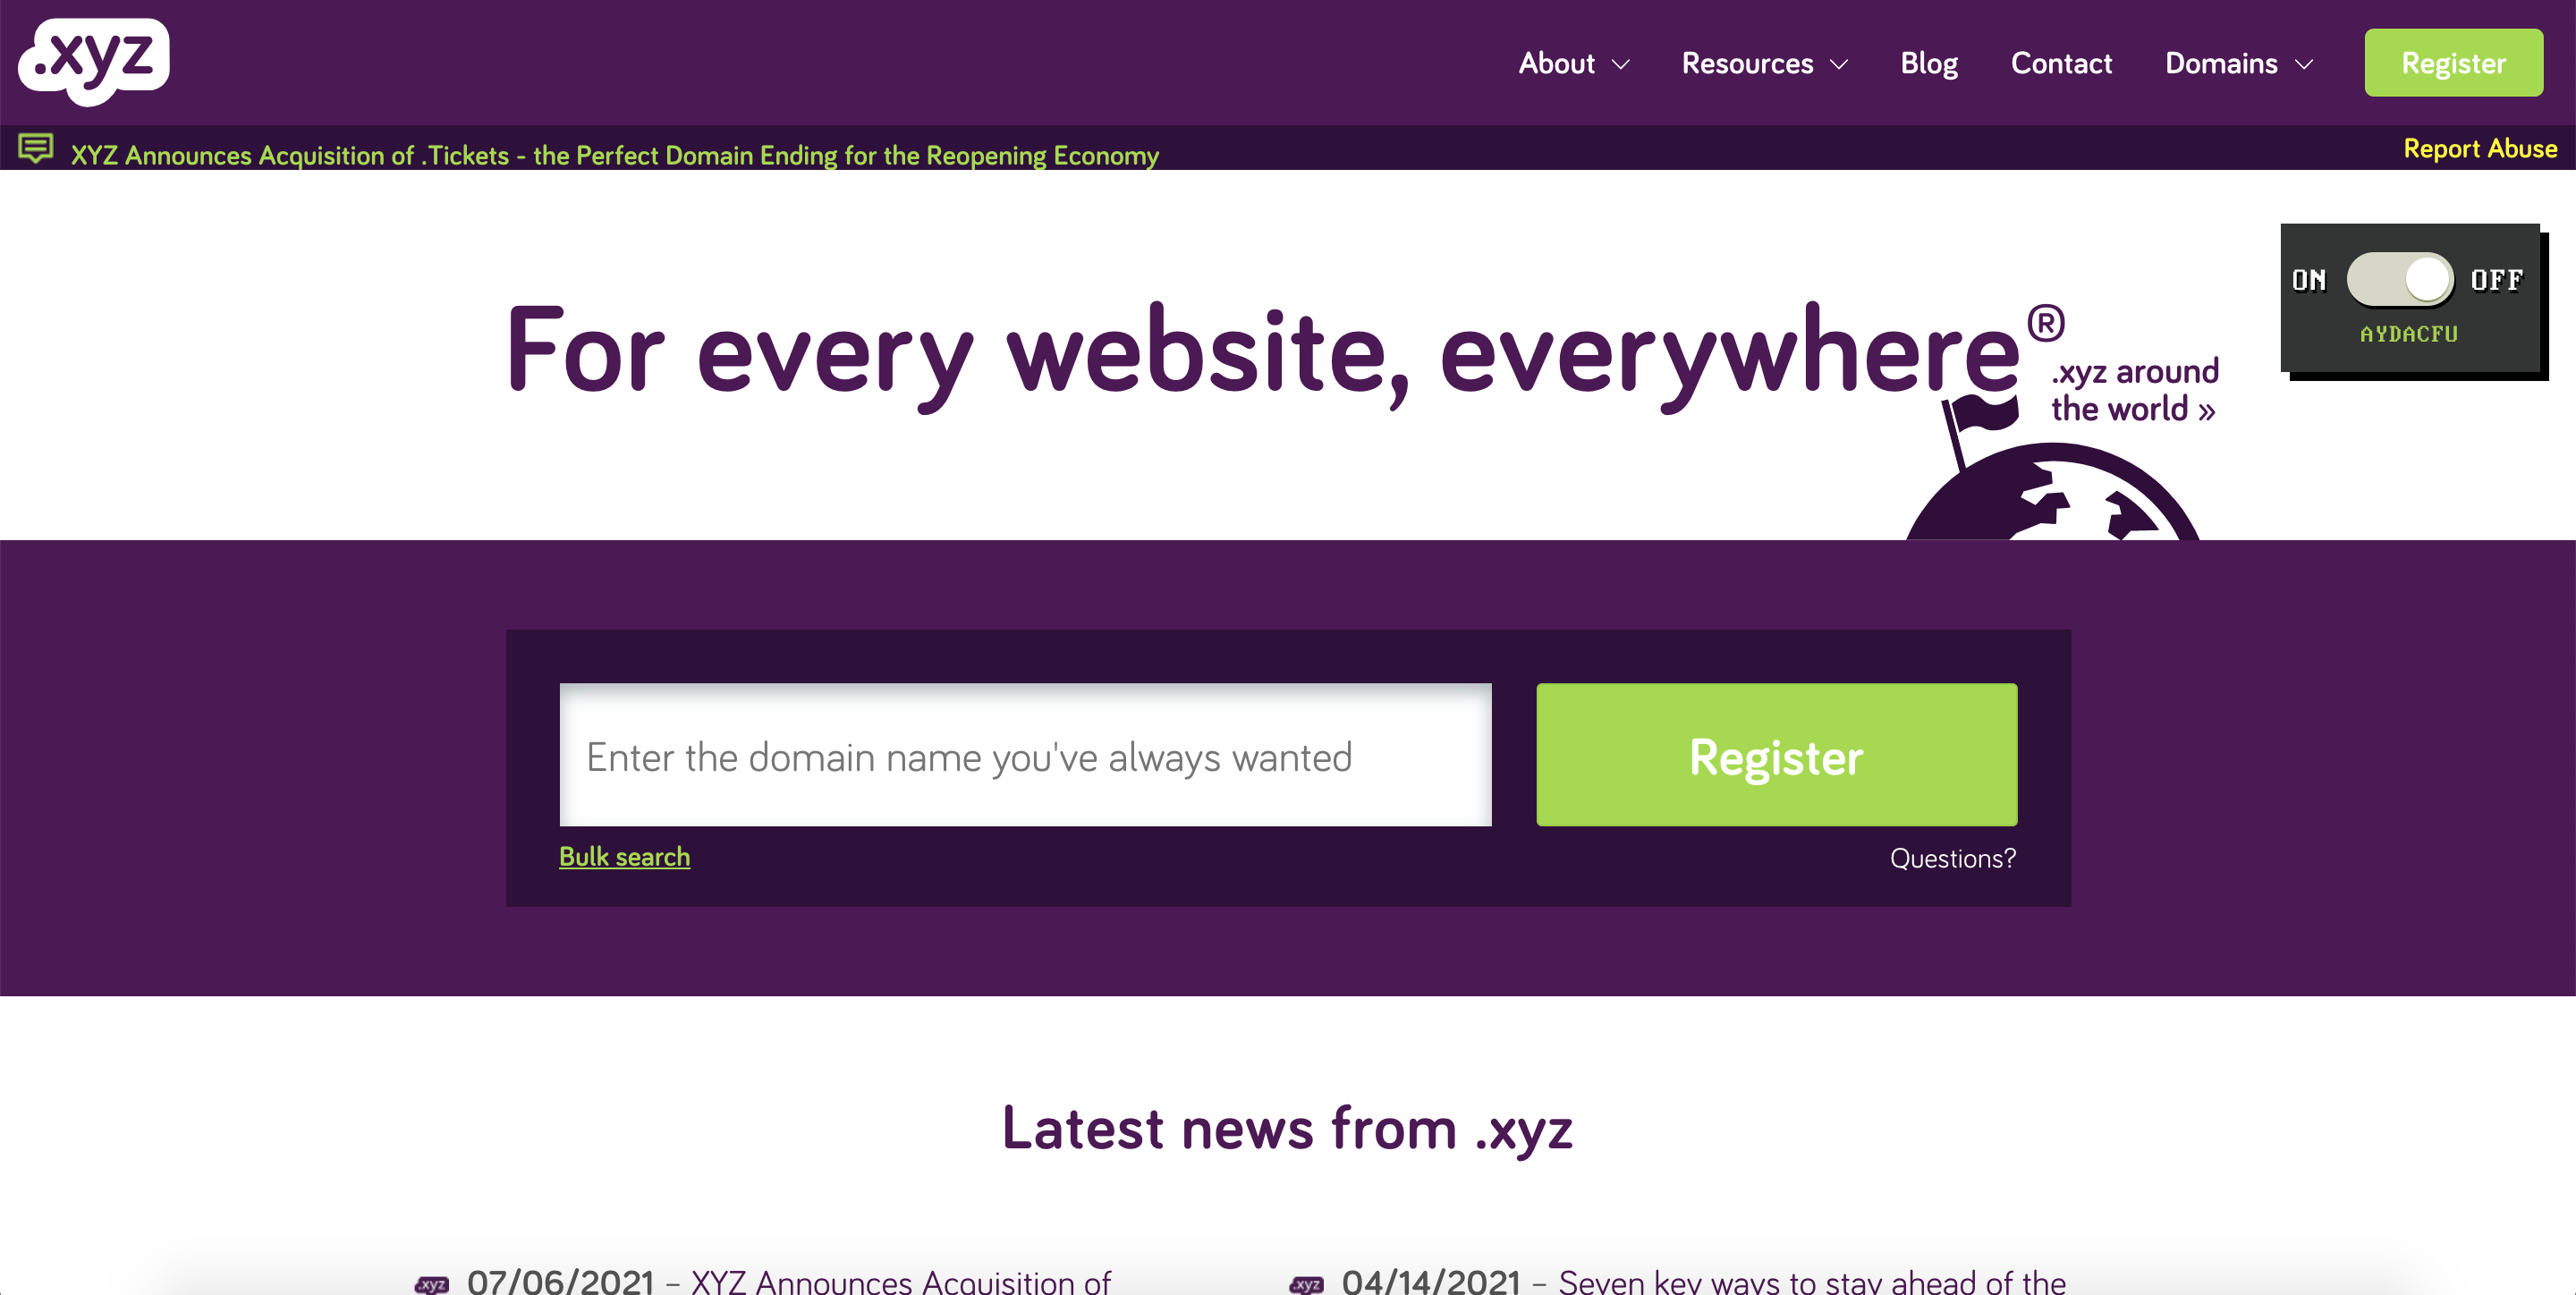 .xyz
About
Resources
Blog
Contact
Domains
Register
XYZ Announces Acquisition of .Tickets - the Perfect Domain Ending for the Reopening Economy
Report Abuse
ON
OFF
AYDACFU
For every website, everywhere®
.xyz around
the world »
Enter the domain name you've always wanted
Register
Bulk search
Questions?
Latest news from .xyz
.xyz 07/06/2021 – XYZ Announces Acquisition of
.xyz 04/14/2021 – Seven key ways to stay ahead of the